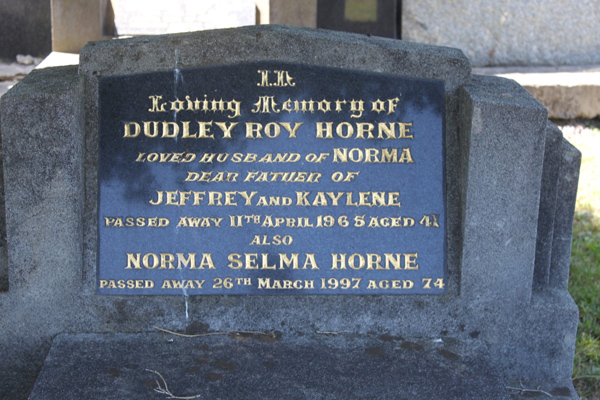 In
Loving Memory of
DUDLEY ROY HORNE
LOVED HUSBAND OF NORMA
DEAR FATHER OF
JEFFREY AND KAYLENE
PASSED AWAY 11TH APRIL 1965 AGED 41
ALSO
NORMA SELMA HORNE
PASSED AWAY 26TH MARCH 1997 AGED 74